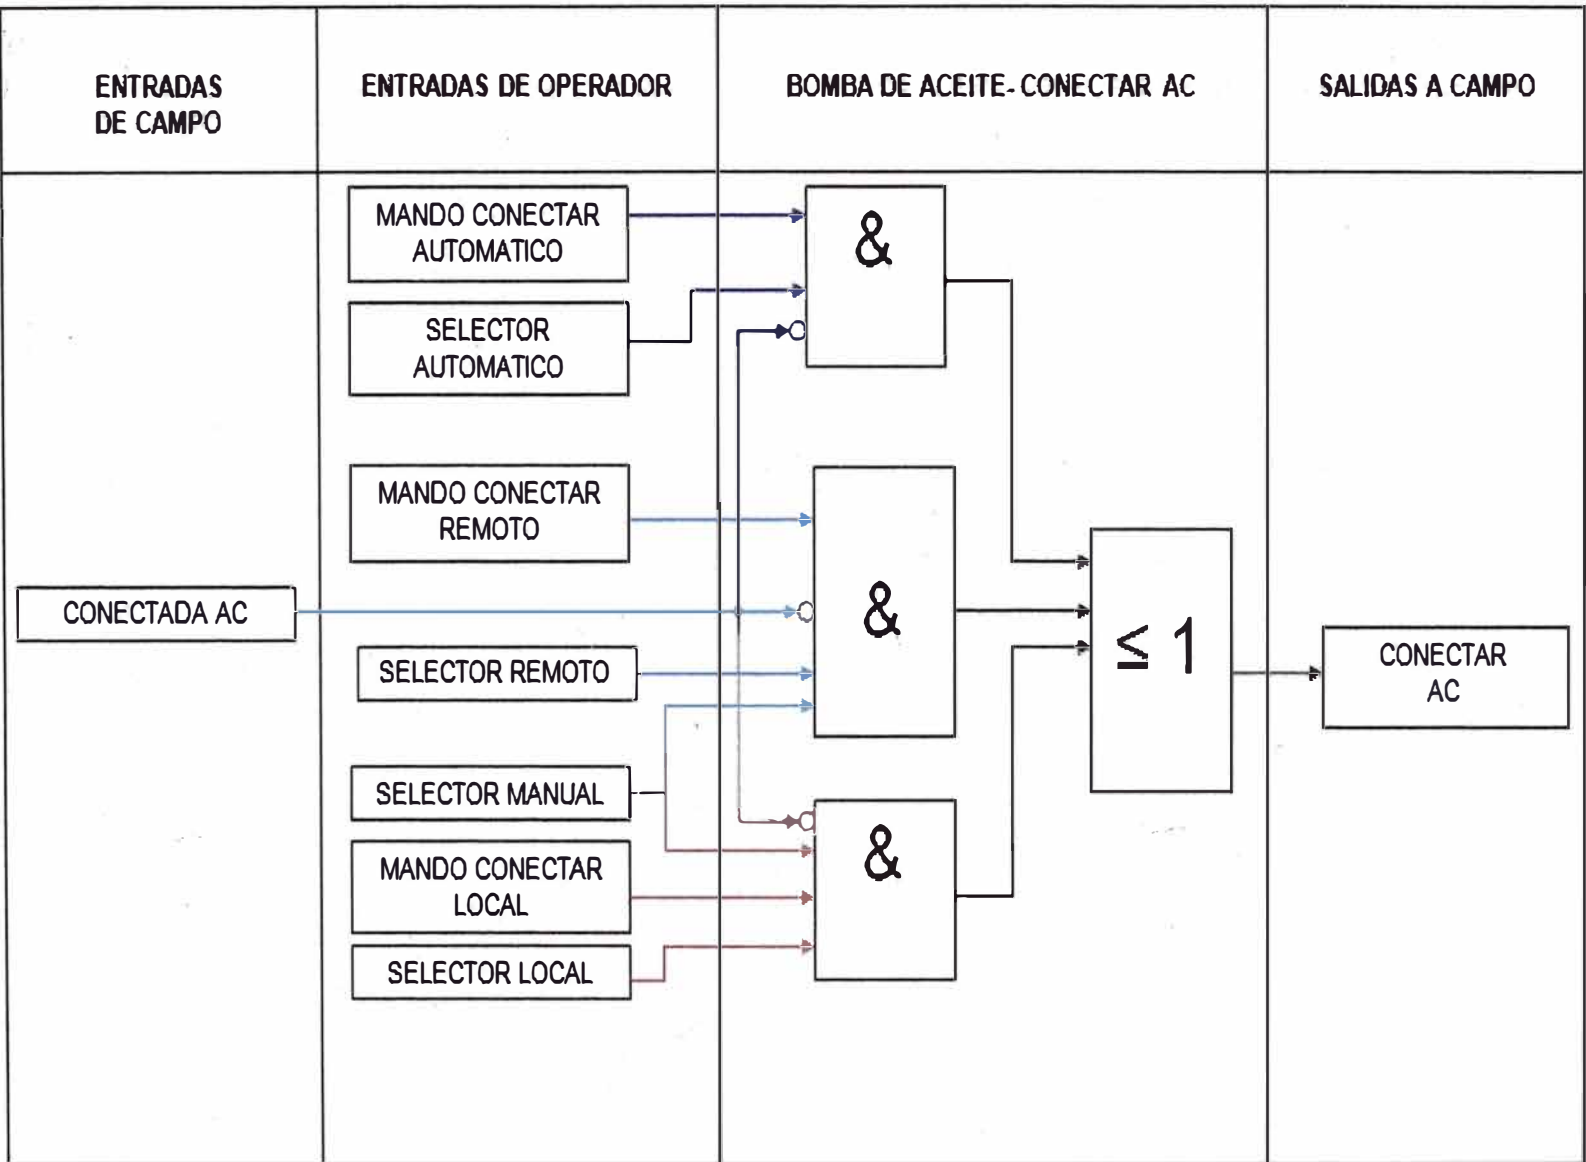 ENTRADAS
DE CAMPO
ENTRADAS DE OPERADOR
BOMBA DE ACEITE-CONECTAR AC
SALIDAS A CAMPO
MANDO CONECTAR
AUTOMATICO
&
SELECTOR
AUTOMATICO
MANDO CONECTAR
REMOTO
CONECTADA AC
&
SELECTOR REMOTO
≤ 1
CONECTAR
AC
SELECTOR MANUAL
&
MANDO CONECTAR
LOCAL
SELECTOR LOCAL